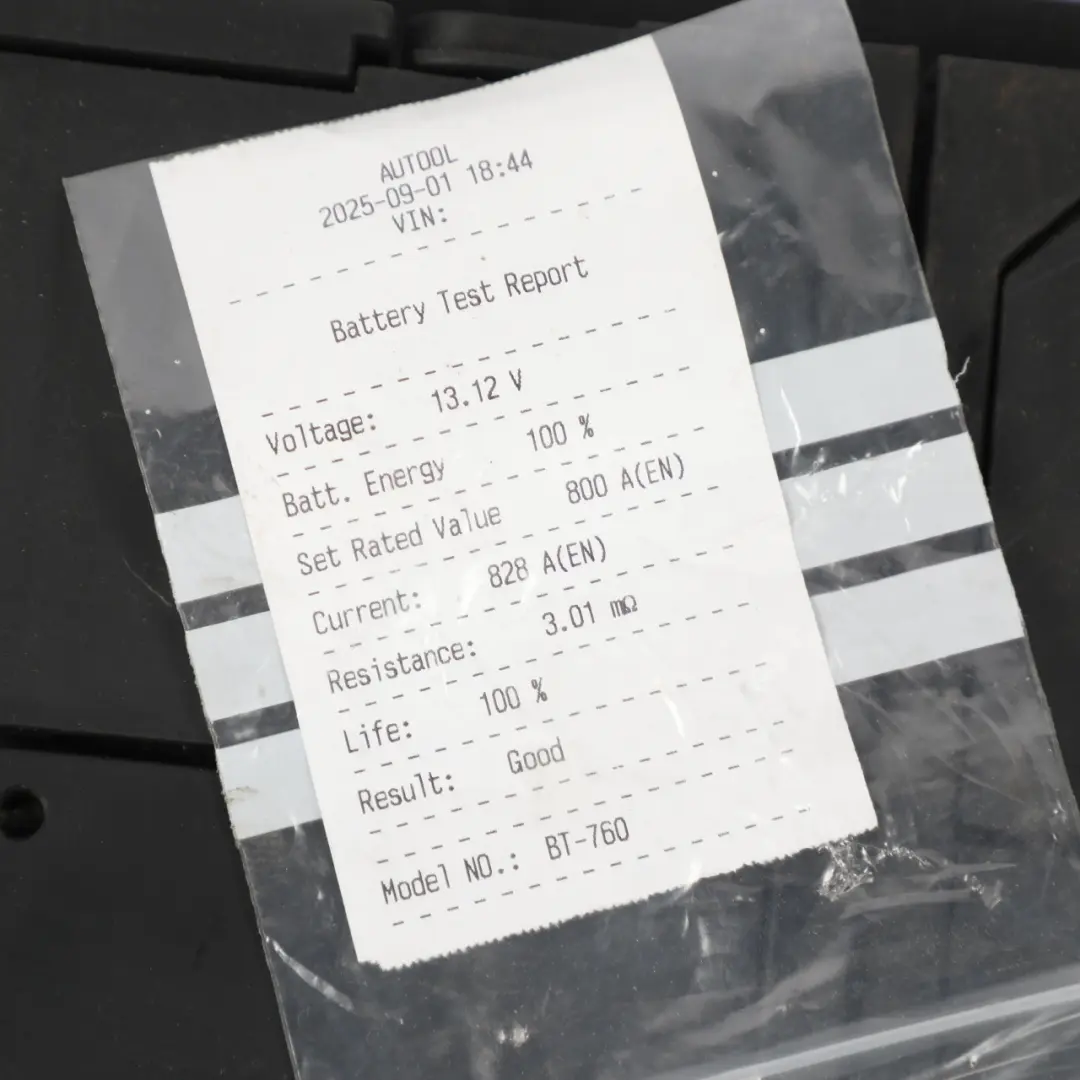 AUTOOL
2025-09-01 18:44
VIN:
Battery Test Report
Voltage: 13.12 V
Batt. Energy 100 %
Set Rated Value 800 A(EN)
Current: 828 A(EN)
Resistance: 3.01 mΩ
Life: 100 %
Result: Good
Model NO.: BT-760